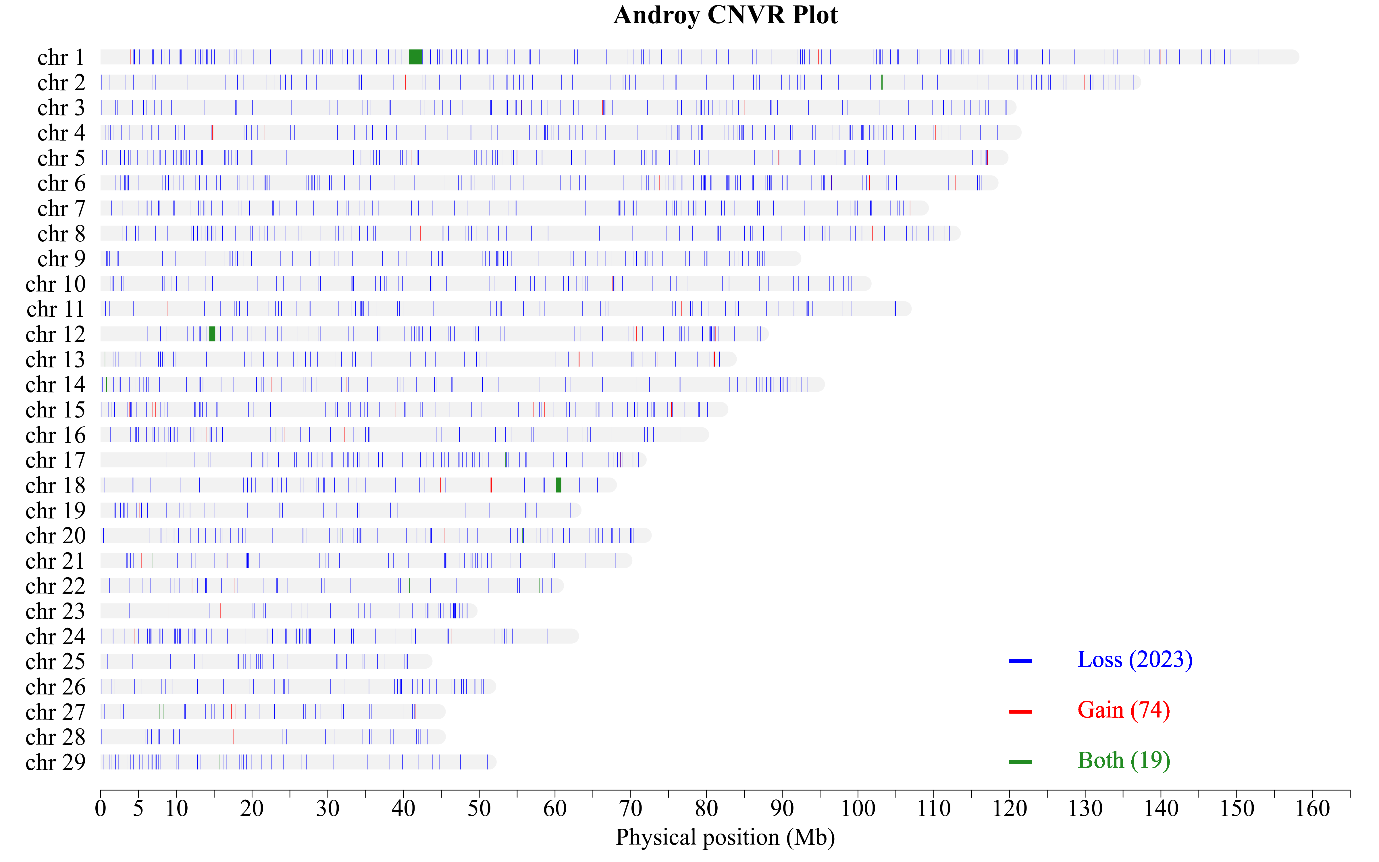 Androy CNVR Plot
chr 1
chr 2
chr 3
chr 4
chr 5
chr 6
chr 7
chr 8
chr 9
chr 10
chr 11
chr 12
chr 13
chr 14
chr 15
chr 16
chr 17
chr 18
chr 19
chr 20
chr 21
chr 22
chr 23
chr 24
chr 25
chr 26
chr 27
chr 28
chr 29
Loss (2023)
Gain (74)
Both (19)
0 5 10 20 30 40 50 60 70 80 90 100 110 120 130 140 150 160
Physical position (Mb)